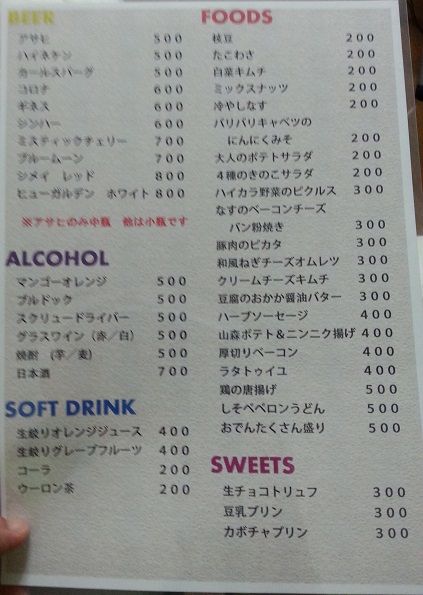 BEER
アサヒ 500
ハイネケン 500
カールスバーグ 500
コロナ 600
ギネス 600
シンハー 600
ミスティックチェリー 700
ブルームーン 700
シメイ レッド 800
ヒューガルデン ホワイト 800
※アサヒのみ中瓶 他は小瓶です
ALCOHOL
マンゴーオレンジ 500
ブルドック 500
スクリュードライバー 500
グラスワイン（赤／白） 500
焼酎 (芋／麦) 500
日本酒 700
SOFT DRINK
生絞りオレンジジュース 400
生絞りグレープフルーツ 400
コーラ 200
ウーロン茶 200
FOODS
枝豆 200
たこわさ 200
白菜キムチ 200
ミックスナッツ 200
冷やしなす 200
バリバリキャベツの
にんにくみそ 200
大人のポテトサラダ 200
４種のきのこサラダ 200
ハイカラ野菜のピクルス 300
なすのベーコンチーズ
パン粉焼き 300
豚肉のピカタ 300
和風ねぎチーズオムレツ 300
クリームチーズキムチ 300
豆腐のおかか醤油バター 300
ハーブソーセージ 400
山森ポテト＆ニンニク揚げ 400
厚切りベーコン 400
ラタトゥイユ 400
鶏の唐揚げ 500
しそペペロンうどん 500
おでんたくさん盛り 500
SWEETS
生チョコトリュフ 300
豆乳プリン 300
カボチャプリン 300